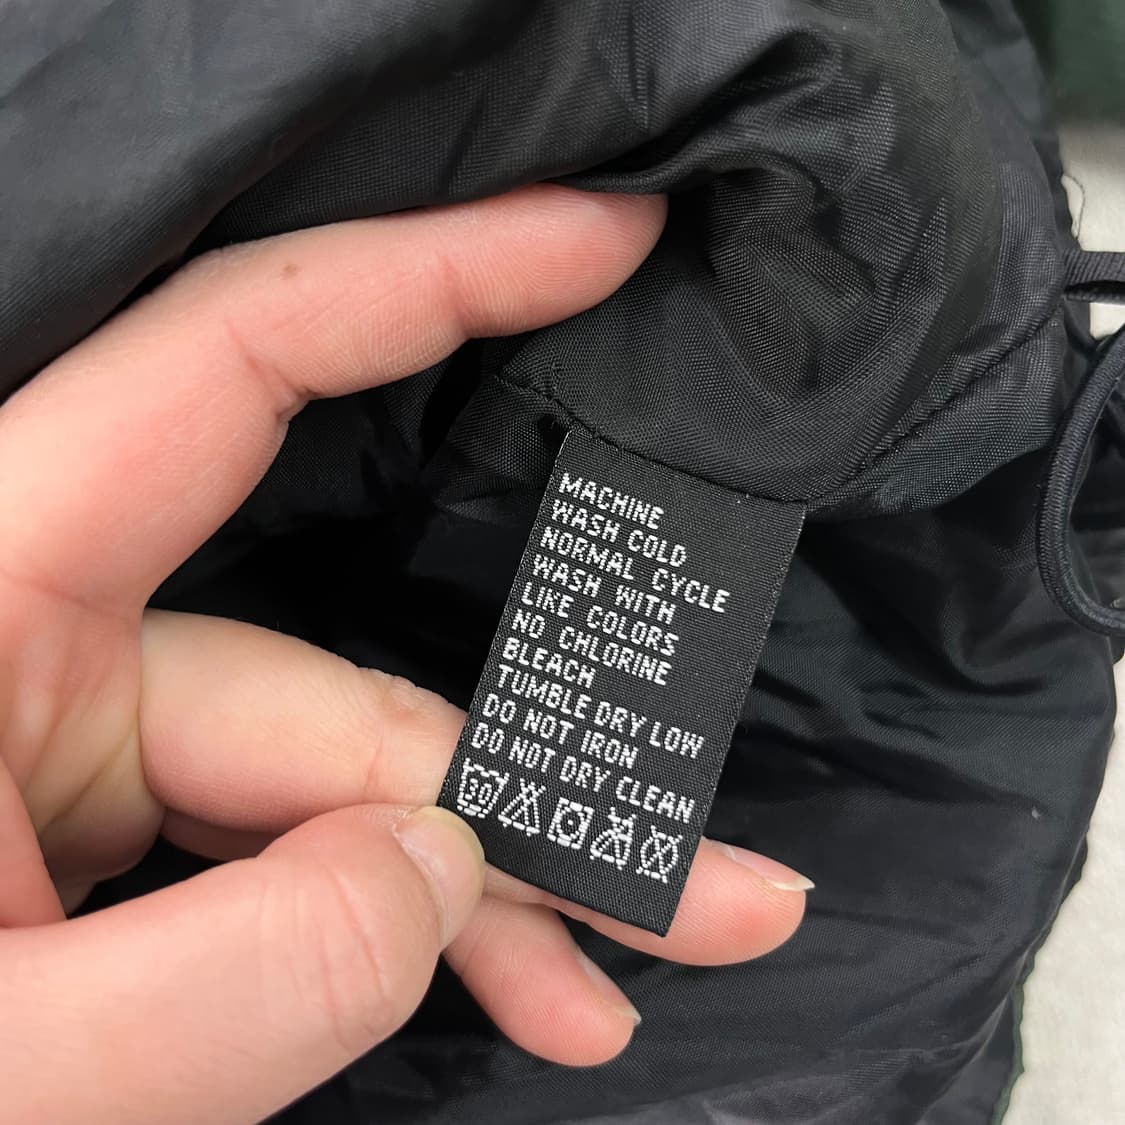 MACHINE
WASH COLD
NORMAL CYCLE
WASH WITH
LIKE COLORS
NO CHLORINE
BLEACH
TUMBLE DRY LOW
DO NOT IRON
DO NOT DRY CLEAN
30